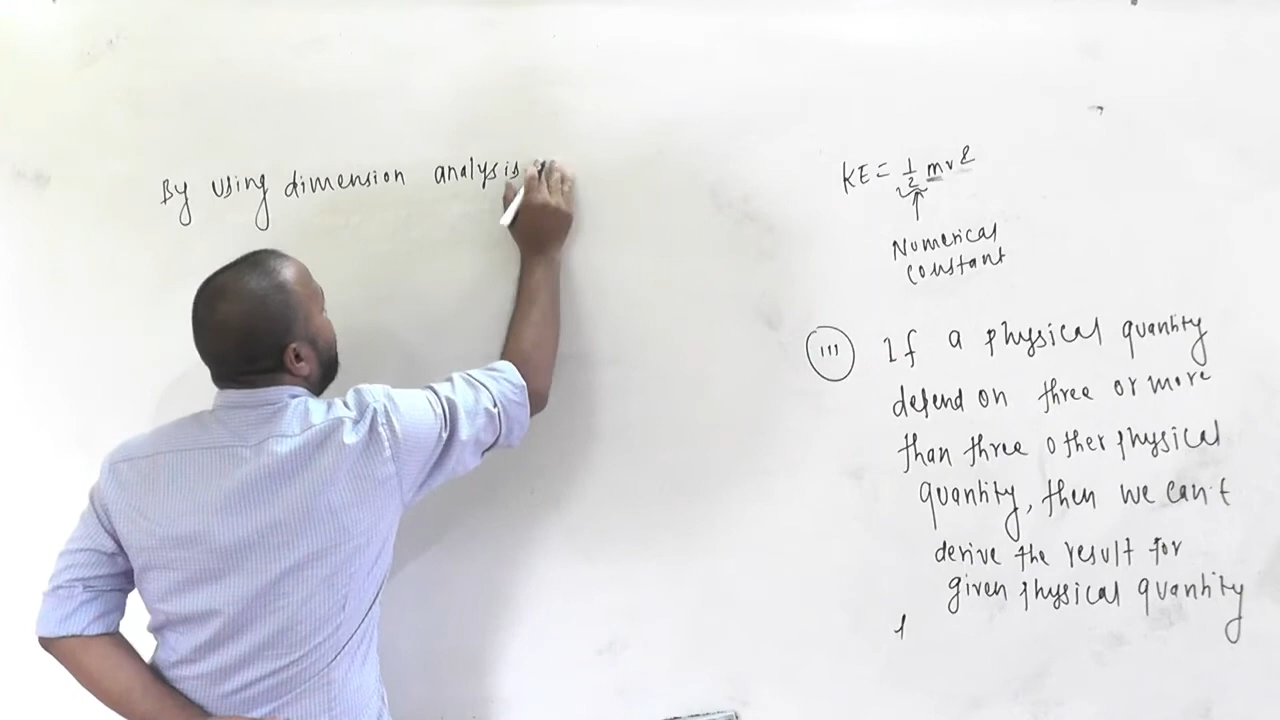 By using dimension analysis
KE = 1/2 mv2
Numerical
constant
(iii) If a physical quantity
depend on three or more
than three other physical
quantity, then we can't
derive the result for
given physical quantity